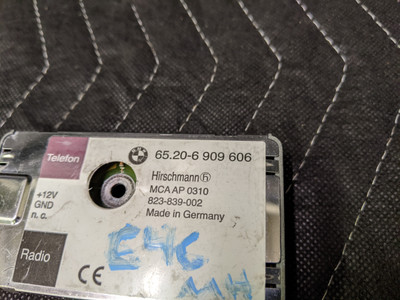 Telefon
65.20-6 909 606
Hirschmann
MCA AP 0310
823-839-002
Made in Germany
+12V
GND
n. c.
Radio
CE
E46